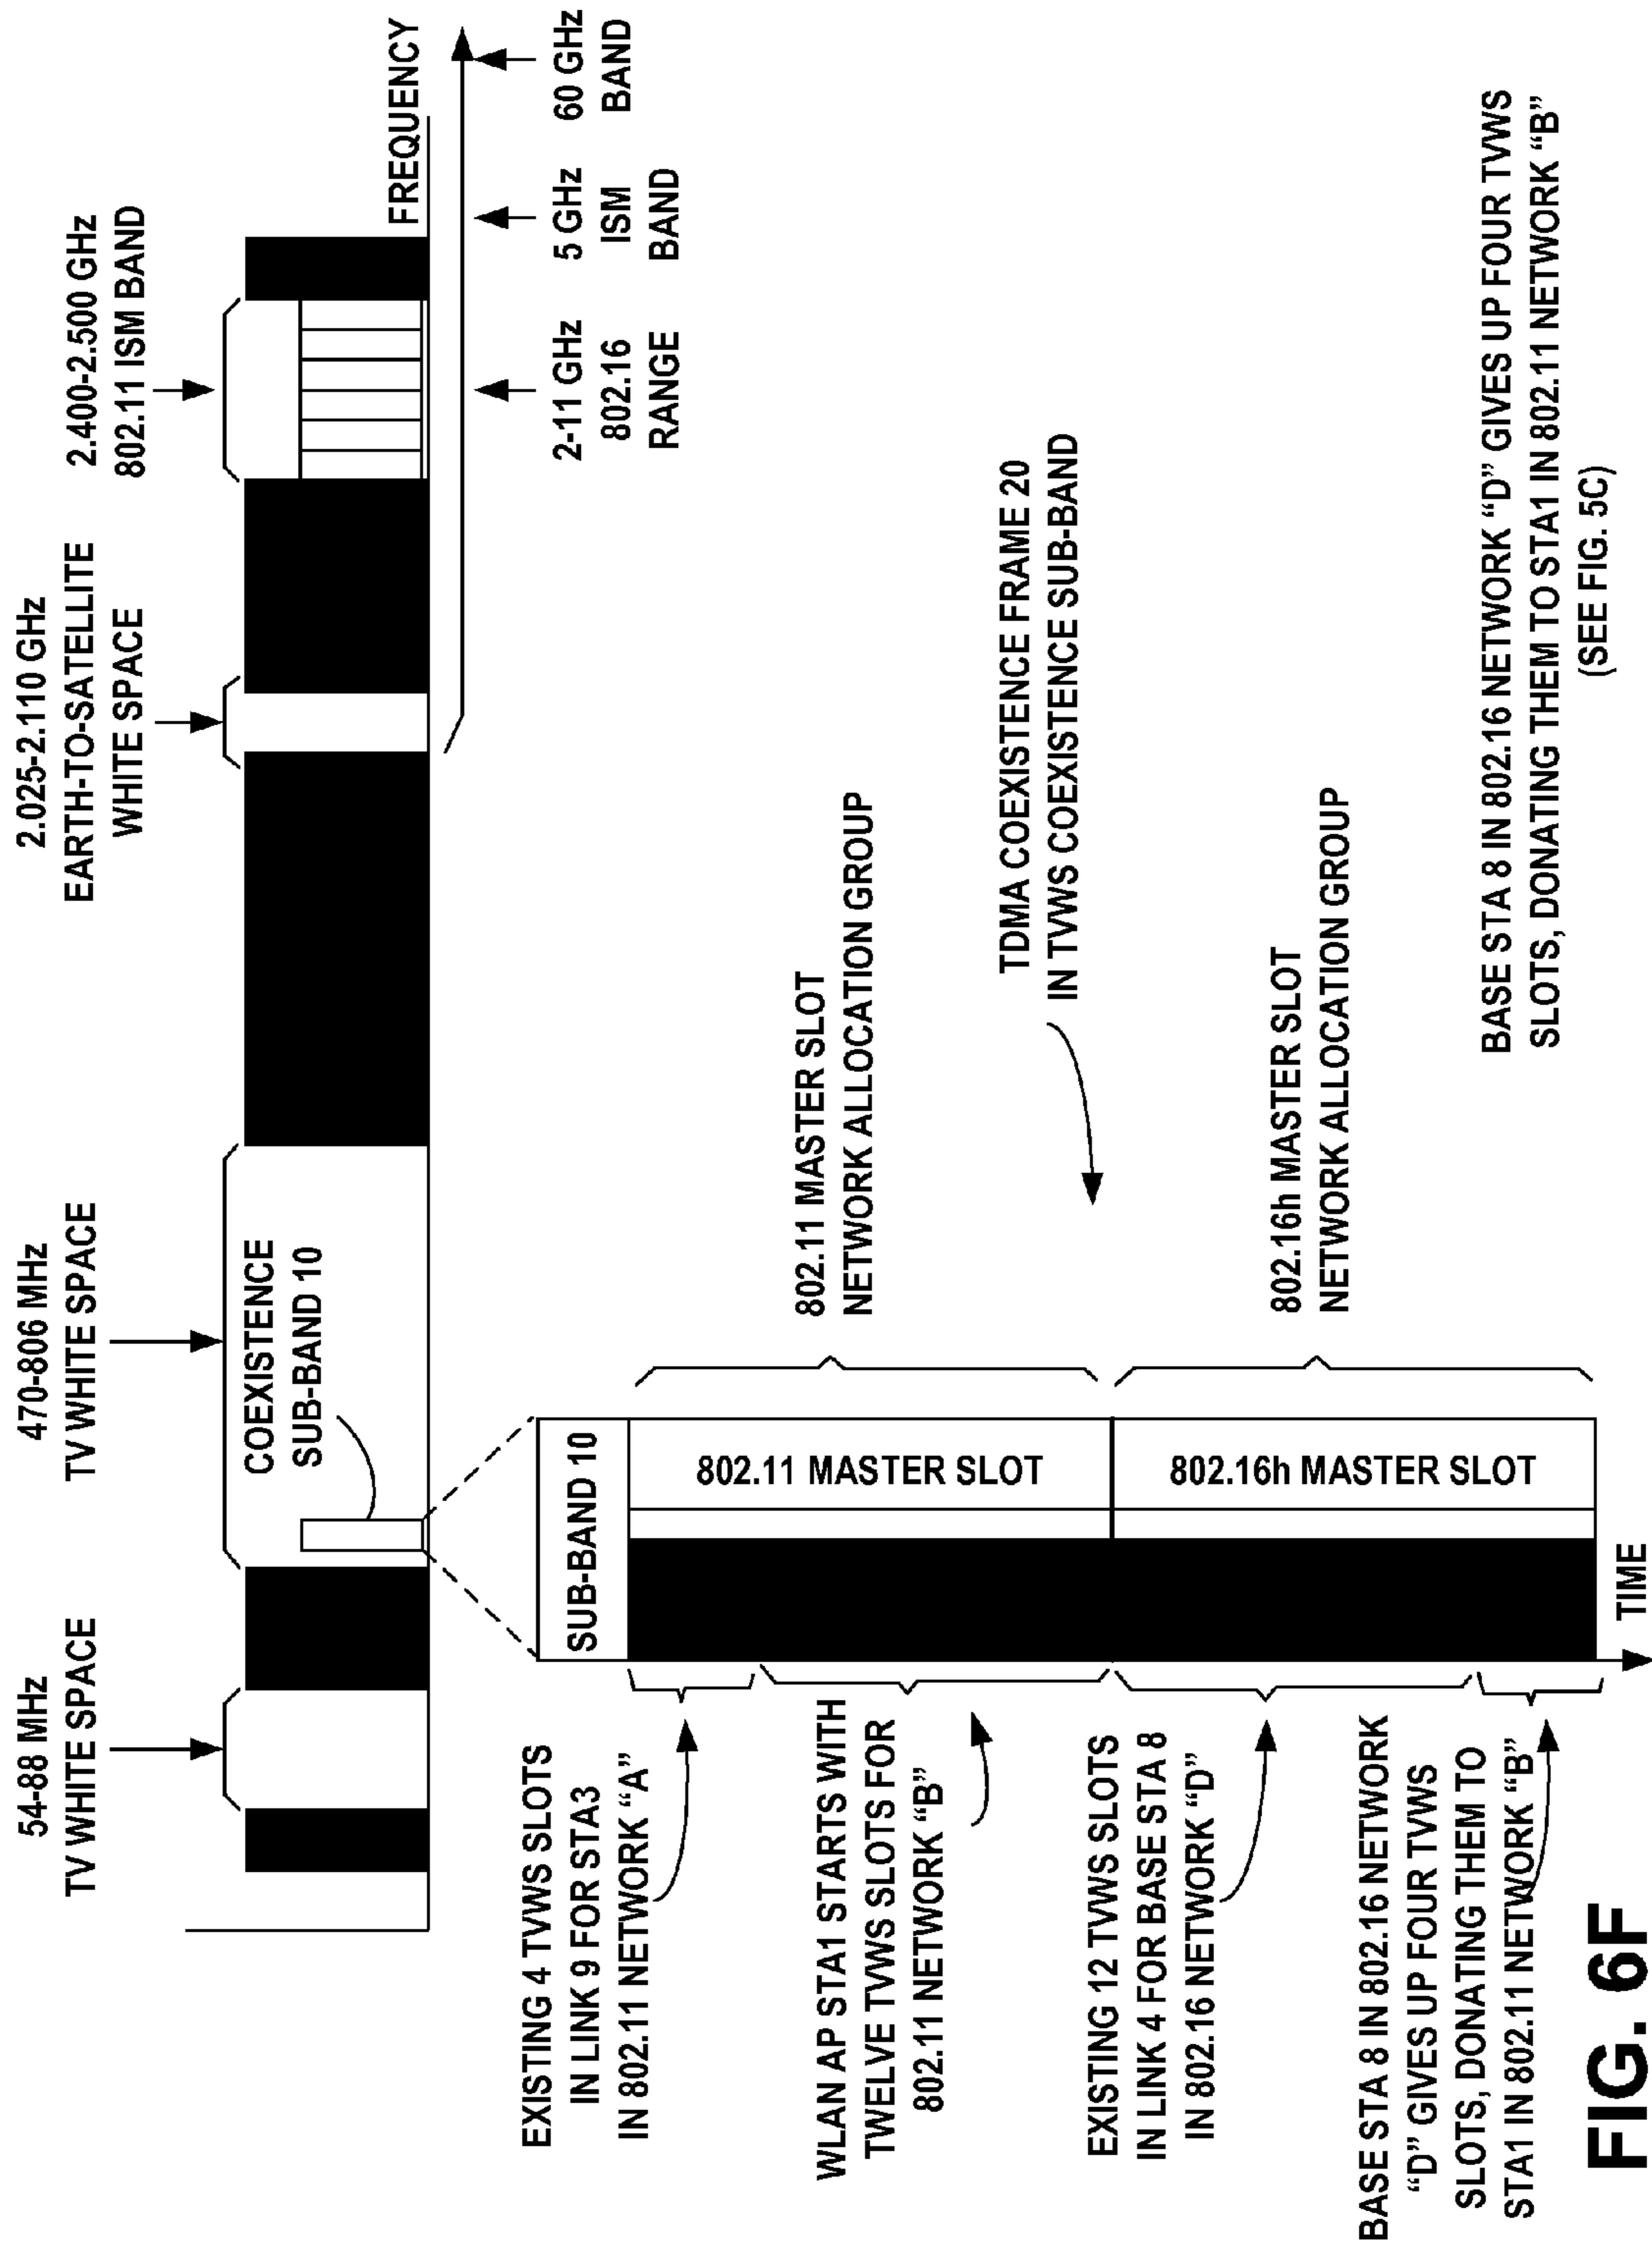 54-88 MHz
TV WHITE SPACE
470-806 MHz
TV WHITE SPACE
2.025-2.110 GHz
EARTH-TO-SATELLITE
WHITE SPACE
2.400-2.500 GHz
802.11 ISM BAND
COEXISTENCE
SUB-BAND 10
FREQUENCY
2-11 GHz
802.16
RANGE
5 GHz
ISM
BAND
60 GHz
BAND
SUB-BAND 10
EXISTING 4 TVWS SLOTS
IN LINK 9 FOR STA3
IN 802.11 NETWORK “A”
WLAN AP STA1 STARTS WITH
TWELVE TVWS SLOTS FOR
802.11 NETWORK “B”
EXISTING 12 TVWS SLOTS
IN LINK 4 FOR BASE STA 8
IN 802.16 NETWORK “D”
BASE STA 8 IN 802.16 NETWORK
“D” GIVES UP FOUR TVWS
SLOTS, DONATING THEM TO
STA1 IN 802.11 NETWORK “B”
802.11 MASTER SLOT
802.16h MASTER SLOT
TIME
802.11 MASTER SLOT
NETWORK ALLOCATION GROUP
TDMA COEXISTENCE FRAME 20
IN TVWS COEXISTENCE SUB-BAND
802.16h MASTER SLOT
NETWORK ALLOCATION GROUP
BASE STA 8 IN 802.16 NETWORK “D” GIVES UP FOUR TVWS
SLOTS, DONATING THEM TO STA1 IN 802.11 NETWORK “B”
(SEE FIG. 5C)
FIG. 6F